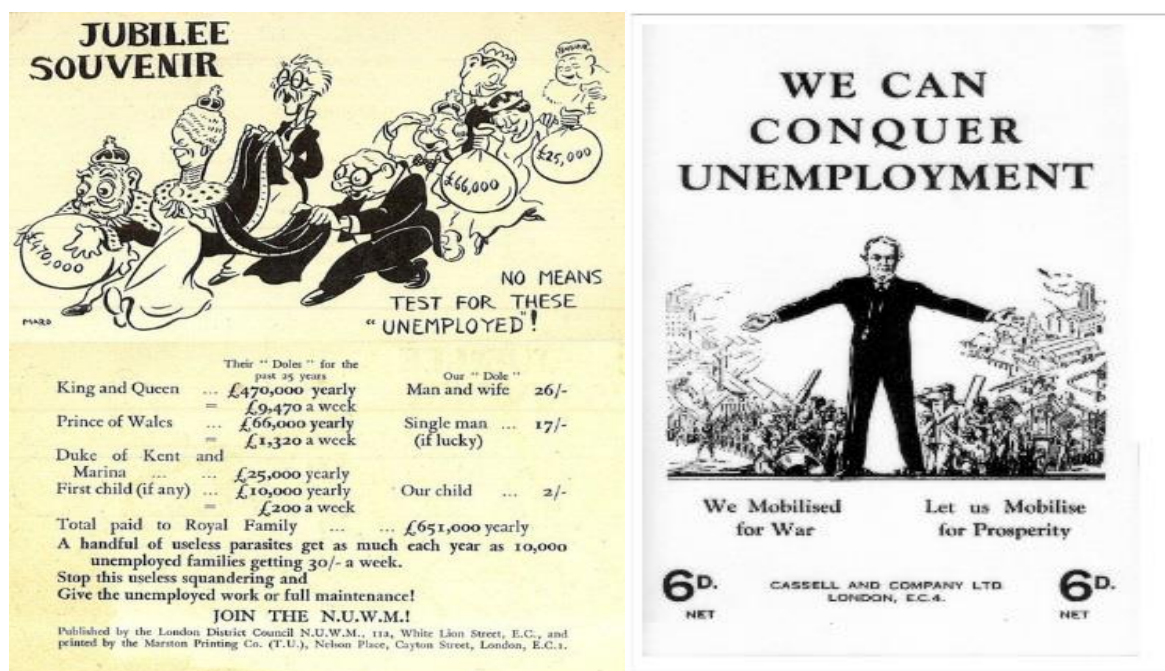 JUBILEE
SOUVENIR
£470,000
£66,000
£25,000
NO MEANS
TEST FOR THESE
"UNEMPLOYED"!
MARO
Their "Doles" for the
past 25 years
Our "Dole"
King and Queen ... £470,000 yearly Man and wife 26/-
= £9,470 a week
Prince of Wales ... £66,000 yearly Single man ... 17/-
= £1,320 a week (if lucky)
Duke of Kent and
Marina ... ... £25,000 yearly
First child (if any) ... £10,000 yearly Our child ... 2/-
= £200 a week
Total paid to Royal Family ... ... £651,000 yearly
A handful of useless parasites get as much each year as 10,000
unemployed families getting 30/- a week.
Stop this useless squandering and
Give the unemployed work or full maintenance!
JOIN THE N.U.W.M.!
Published by the London District Council N.U.W.M., 11a, White Lion Street, E.C., and
printed by the Marston Printing Co. (T.U.), Nelson Place, Cayton Street, London, E.C.1.
WE CAN
CONQUER
UNEMPLOYMENT
We Mobilised
for War
Let us Mobilise
for Prosperity
6D.
NET
CASSELL AND COMPANY LTD
LONDON, E.C.4.
6D.
NET